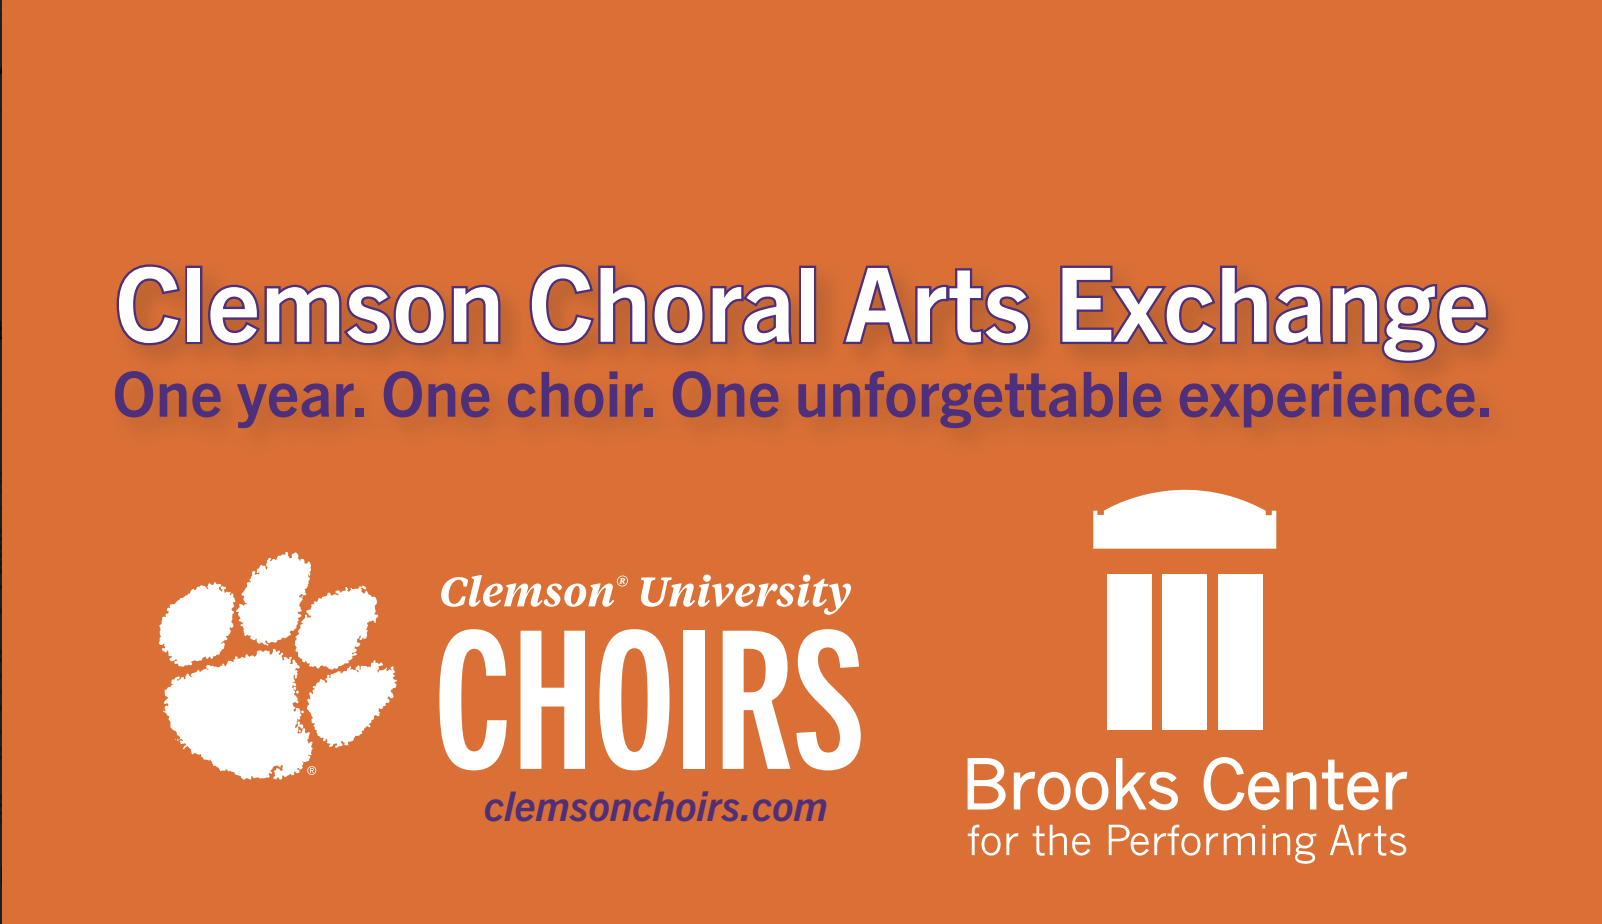 Clemson Choral Arts Exchange
One year. One choir. One unforgettable experience.
Clemson® University
CHOIRS
®
clemsonchoirs.com
Brooks Center
for the Performing Arts